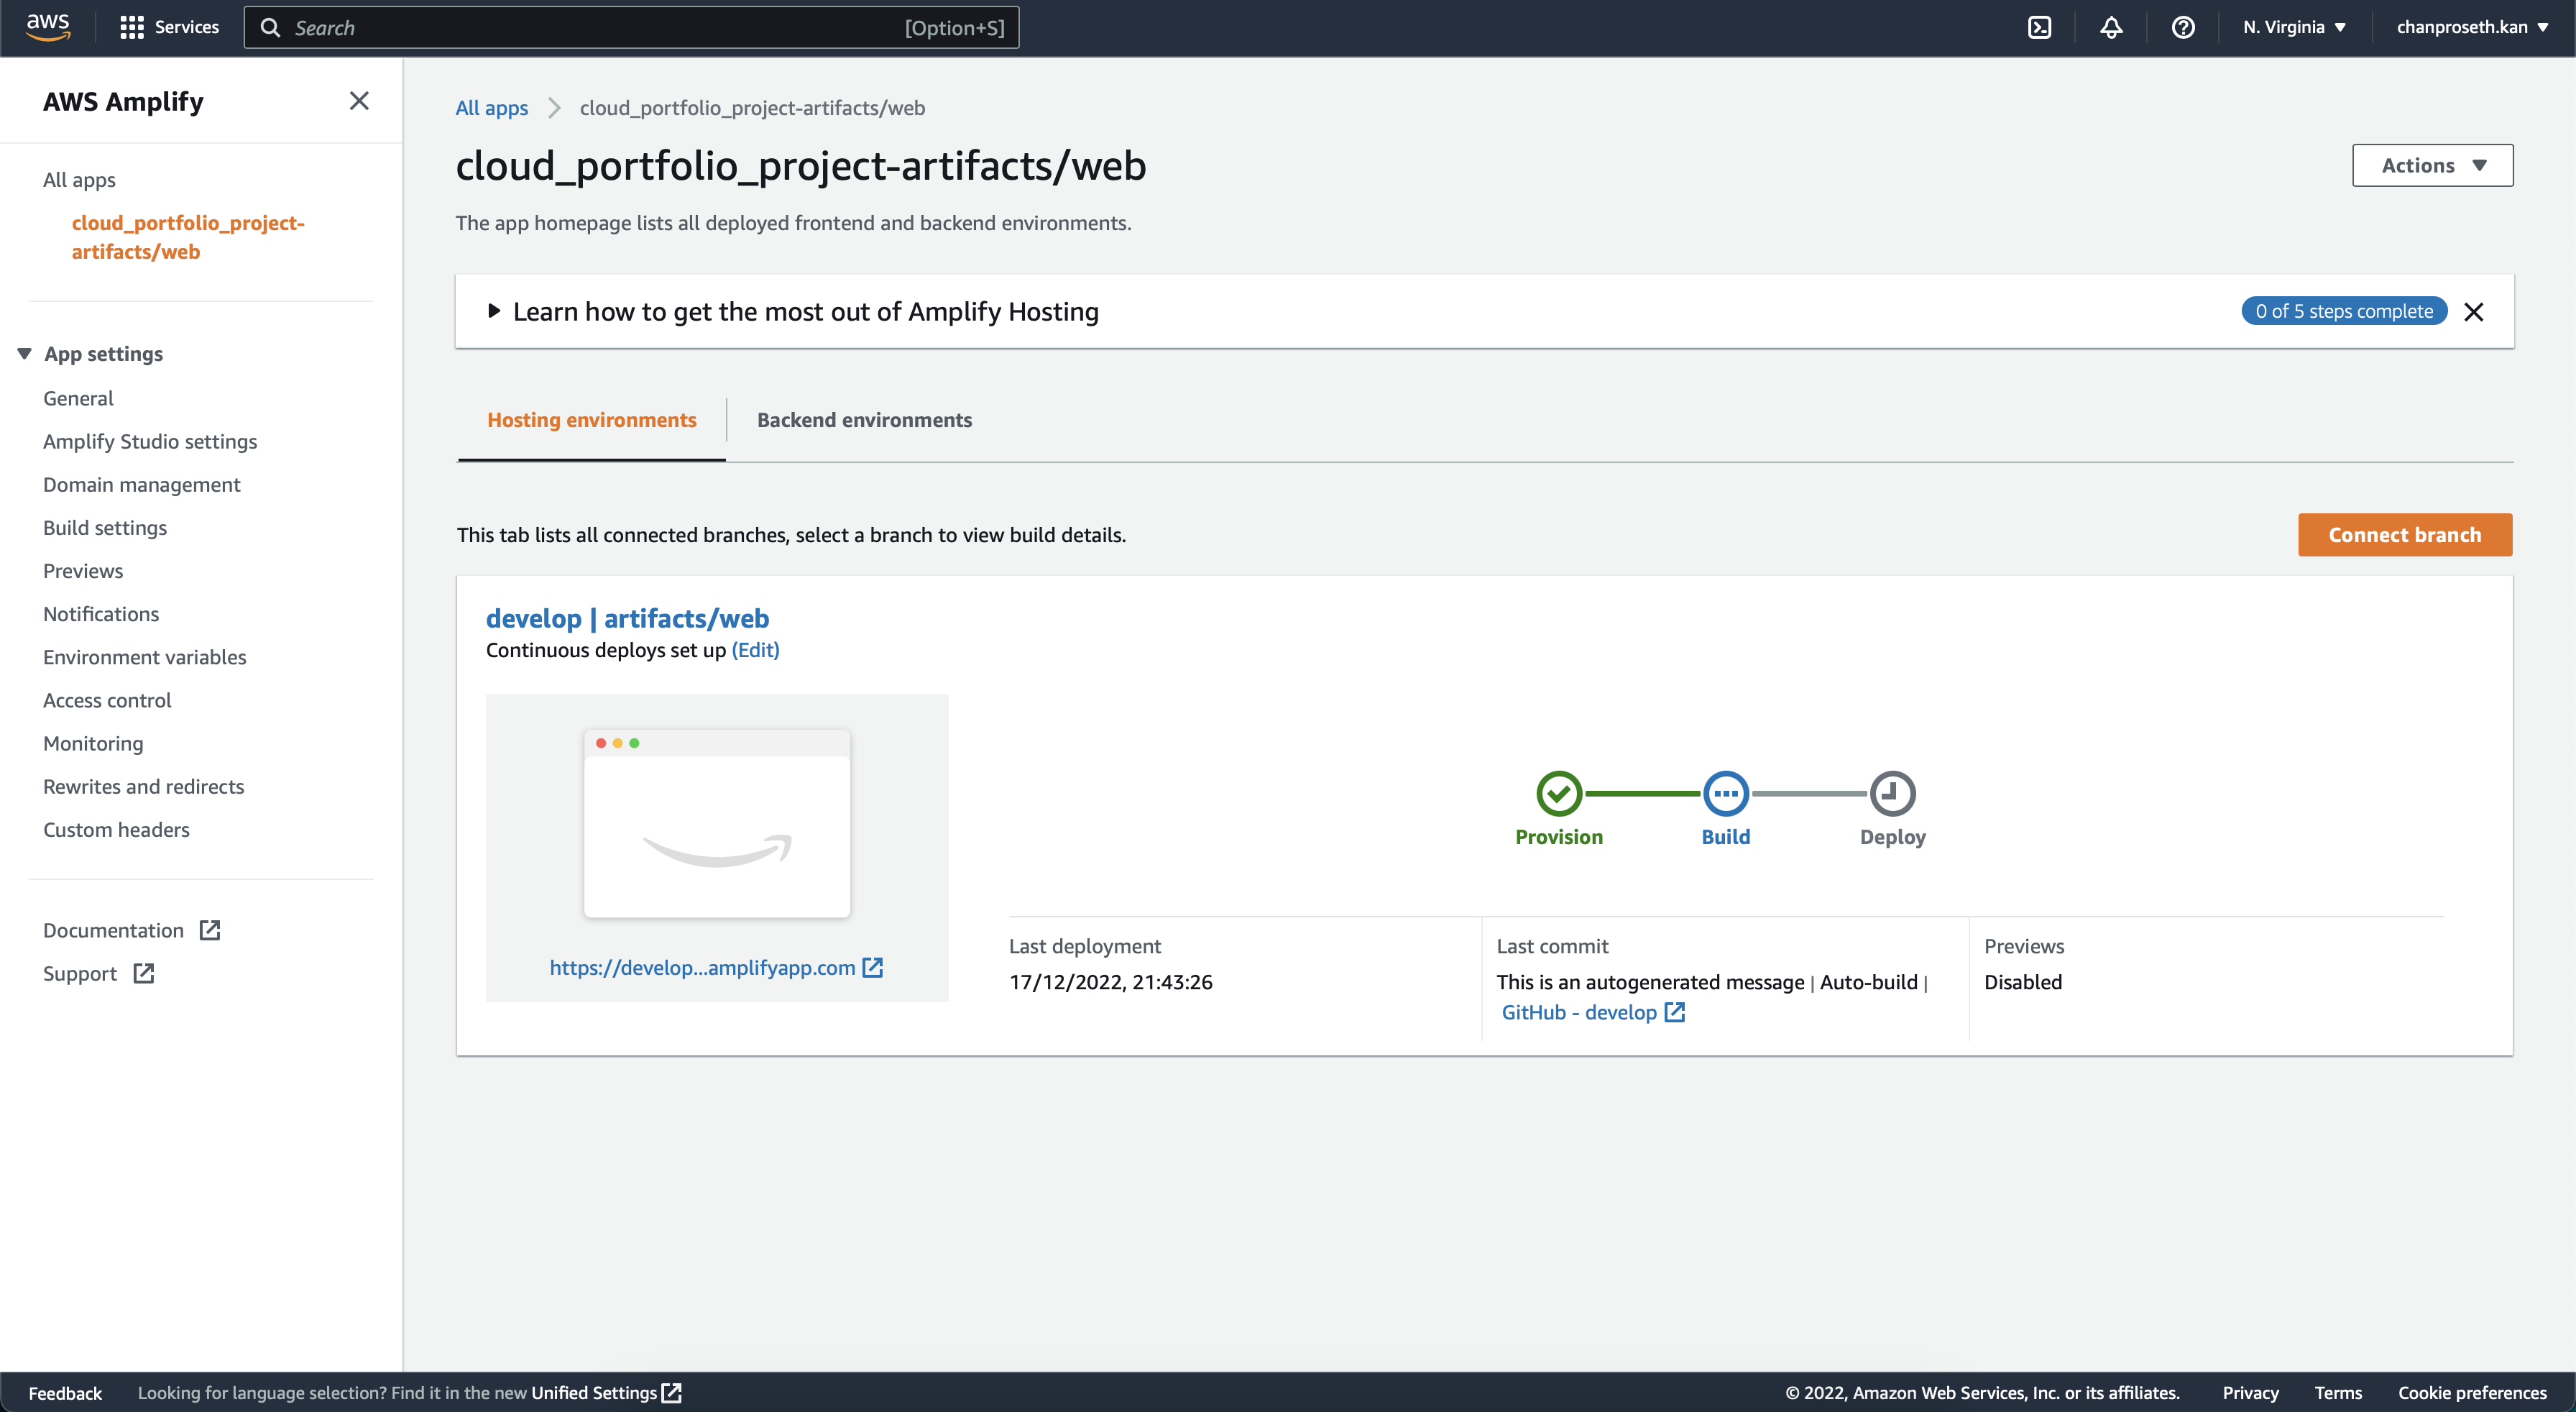 aws
Services
Search
[Option+S]
N. Virginia
chanproseth.kan
AWS Amplify
All apps
cloud_portfolio_project-
artifacts/web
App settings
General
Amplify Studio settings
Domain management
Build settings
Previews
Notifications
Environment variables
Access control
Monitoring
Rewrites and redirects
Custom headers
Documentation
Support
All apps
cloud_portfolio_project-artifacts/web
cloud_portfolio_project-artifacts/web
Actions
The app homepage lists all deployed frontend and backend environments.
Learn how to get the most out of Amplify Hosting
0 of 5 steps complete
Hosting environments
Backend environments
This tab lists all connected branches, select a branch to view build details.
Connect branch
develop | artifacts/web
Continuous deploys set up (Edit)
https://develop...amplifyapp.com
Provision
Build
Deploy
Last deployment
17/12/2022, 21:43:26
Last commit
This is an autogenerated message | Auto-build |
GitHub - develop
Previews
Disabled
Feedback
Looking for language selection? Find it in the new Unified Settings
© 2022, Amazon Web Services, Inc. or its affiliates.
Privacy
Terms
Cookie preferences